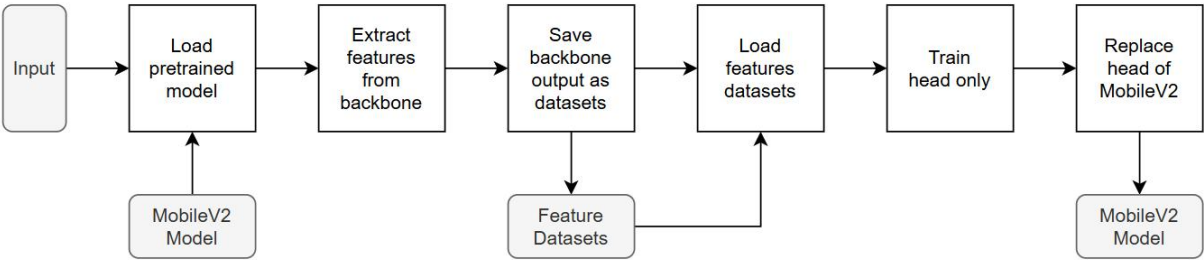 Input
Load
pretrained
model
Extract
features
from
backbone
Save
backbone
output as
datasets
Load
features
datasets
Train
head only
Replace
head of
MobileV2
MobileV2
Model
Feature
Datasets
MobileV2
Model